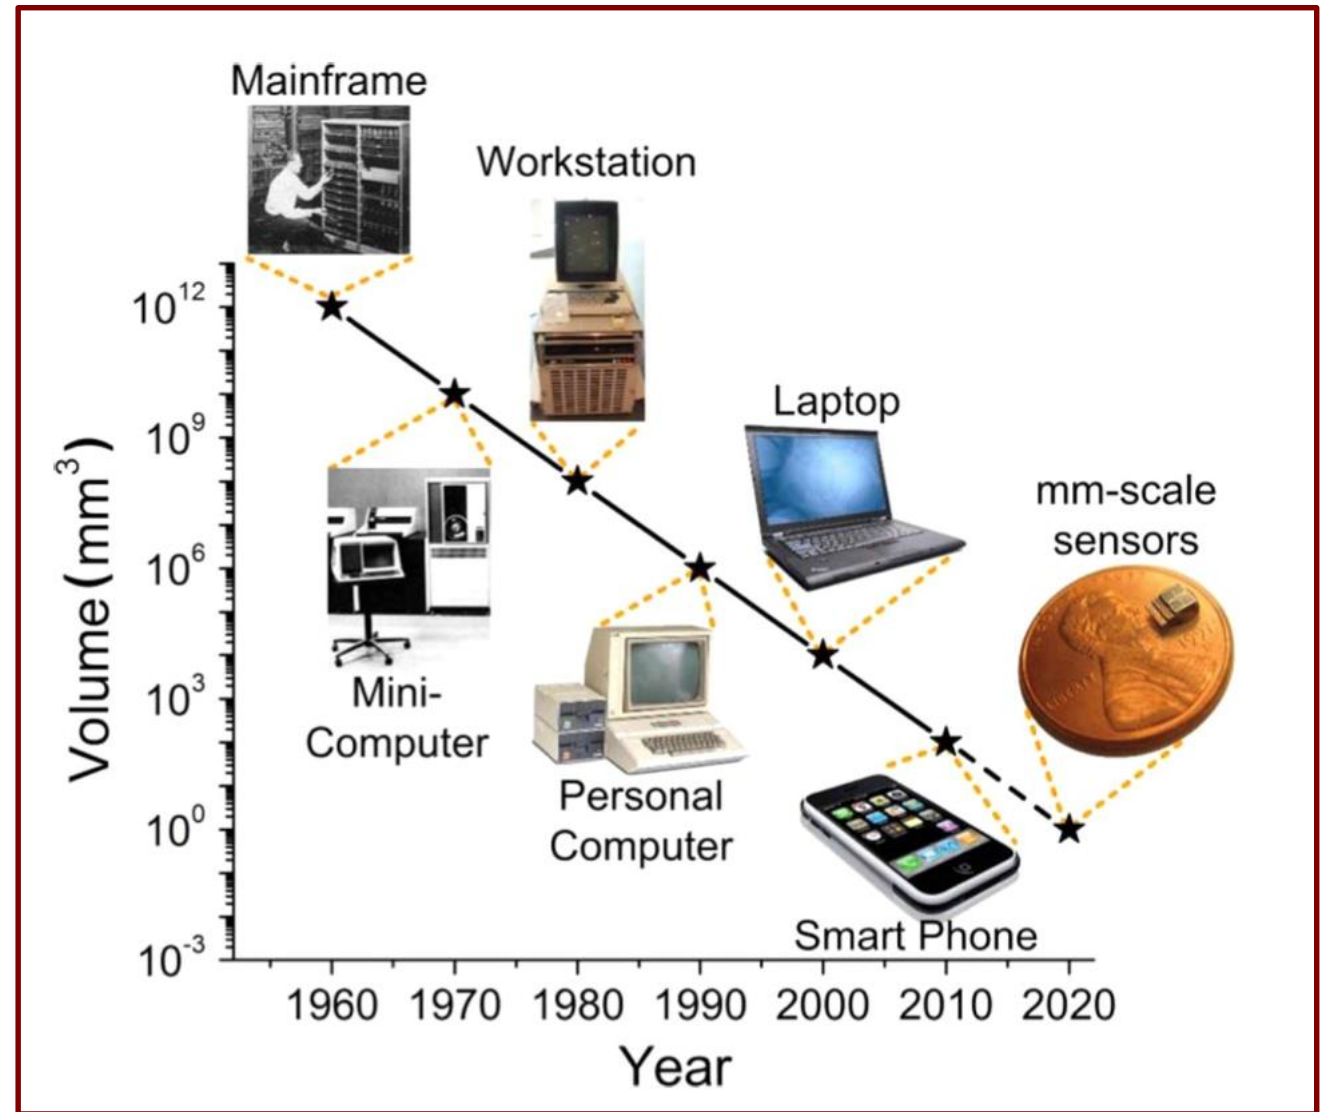 Mainframe
Workstation
Laptop
mm-scale
sensors
Mini-
Computer
Personal
Computer
Smart Phone
Volume (mm³)
10¹²
10⁹
10⁶
10³
10⁰
10⁻³
1960 1970 1980 1990 2000 2010 2020
Year